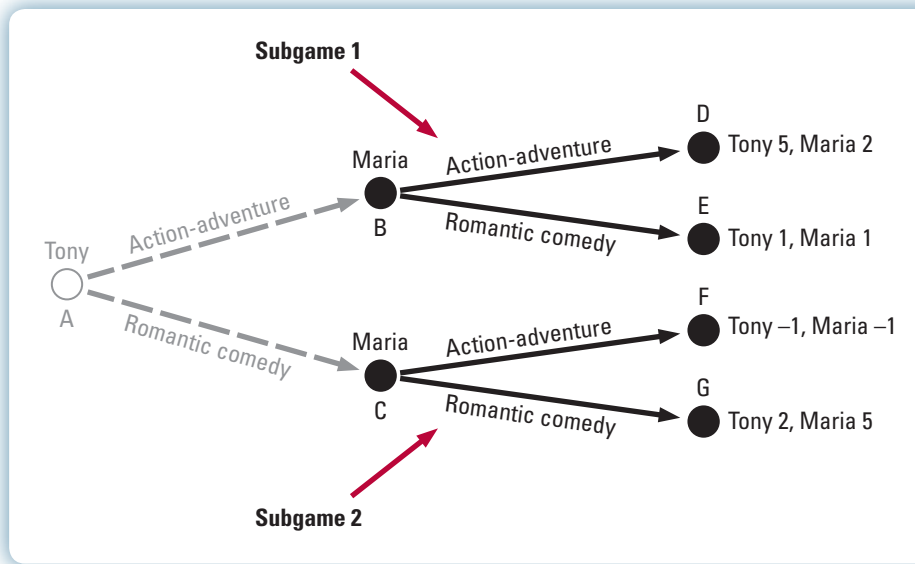 Subgame 1
D
Tony 5, Maria 2
Action-adventure
Maria
B
Romantic comedy
E
Tony 1, Maria 1
Action-adventure
Tony
A
Romantic comedy
F
Tony –1, Maria –1
Action-adventure
Maria
C
Romantic comedy
G
Tony 2, Maria 5
Subgame 2